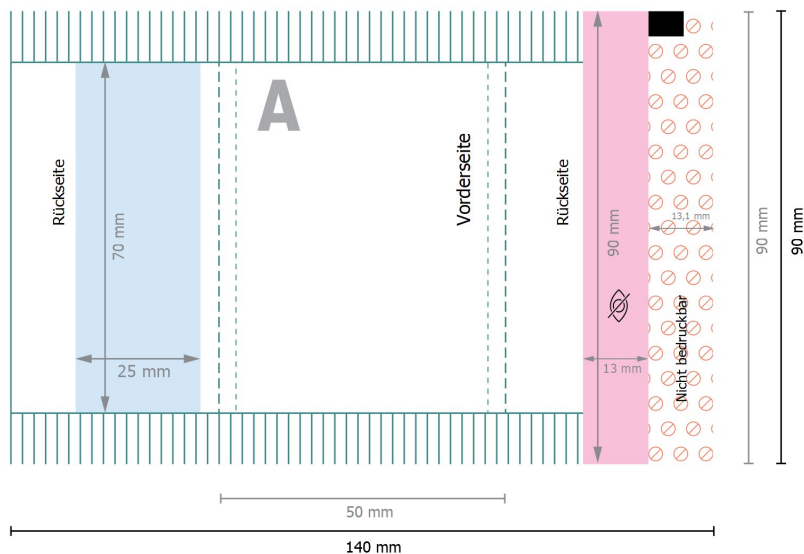 A
Rückseite
70 mm
25 mm
Vorderseite
Rückseite
90 mm
13 mm
13,1 mm
Nicht bedruckbar
90 mm
90 mm
50 mm
140 mm